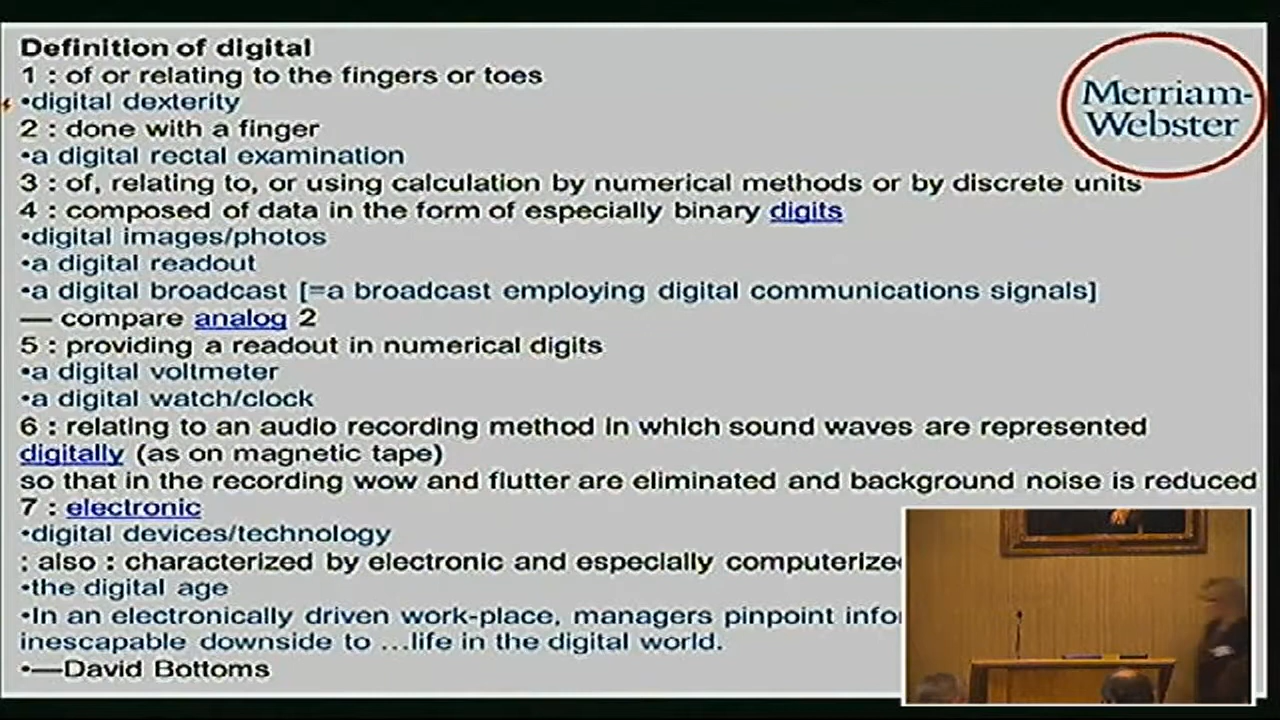 Definition of digital
1 : of or relating to the fingers or toes
•digital dexterity
2 : done with a finger
•a digital rectal examination
3 : of, relating to, or using calculation by numerical methods or by discrete units
4 : composed of data in the form of especially binary digits
•digital images/photos
•a digital readout
•a digital broadcast [=a broadcast employing digital communications signals]
— compare analog 2
5 : providing a readout in numerical digits
•a digital voltmeter
•a digital watch/clock
6 : relating to an audio recording method in which sound waves are represented
digitally (as on magnetic tape)
so that in the recording wow and flutter are eliminated and background noise is reduced
7 : electronic
•digital devices/technology
; also : characterized by electronic and especially computerize
•the digital age
•In an electronically driven work-place, managers pinpoint info
inescapable downside to ...life in the digital world.
•—David Bottoms
Merriam-
Webster